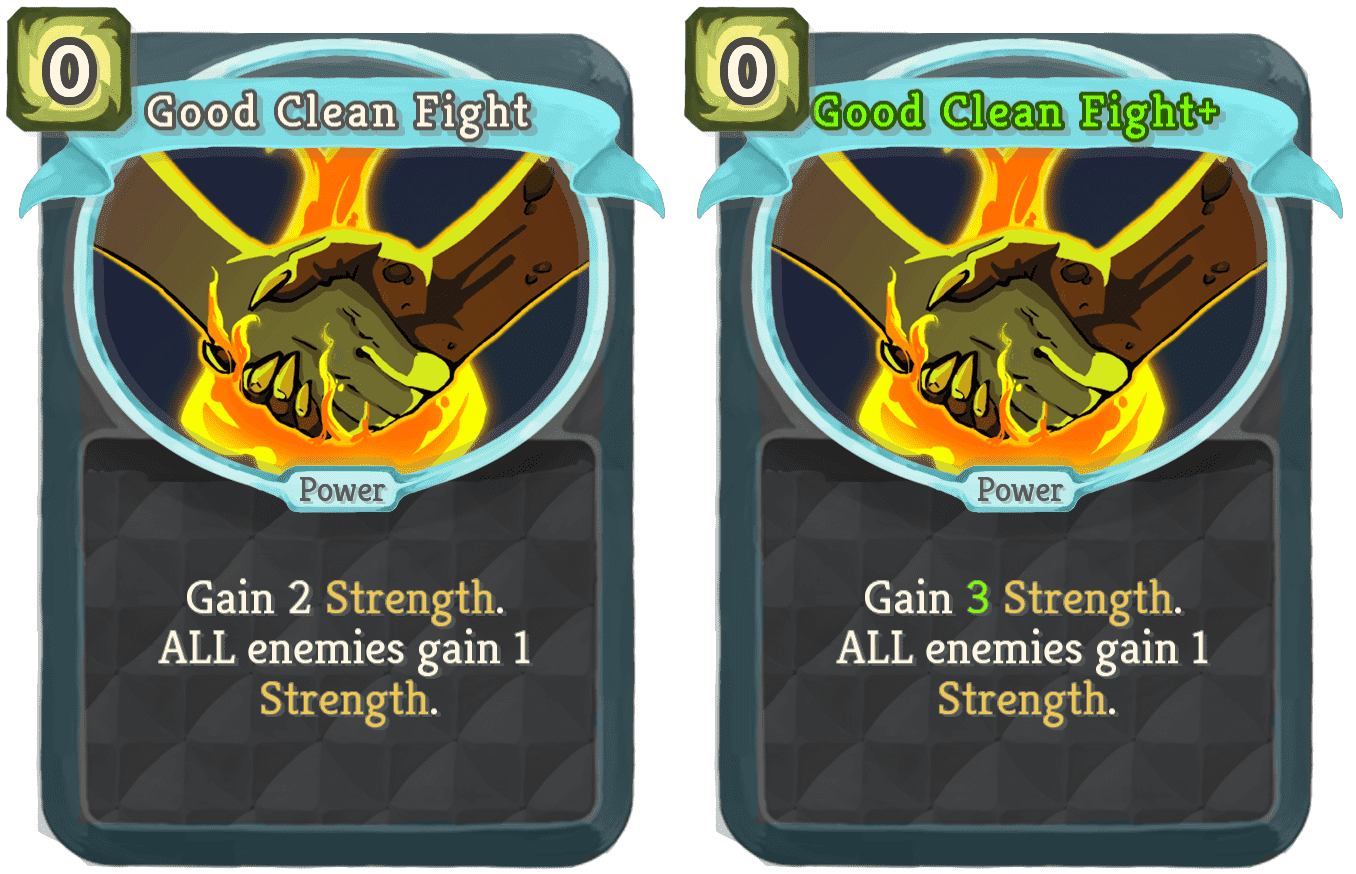 0
Good Clean Fight
Power
Gain 2 Strength.
ALL enemies gain 1
Strength.
0
Good Clean Fight+
Power
Gain 3 Strength.
ALL enemies gain 1
Strength.